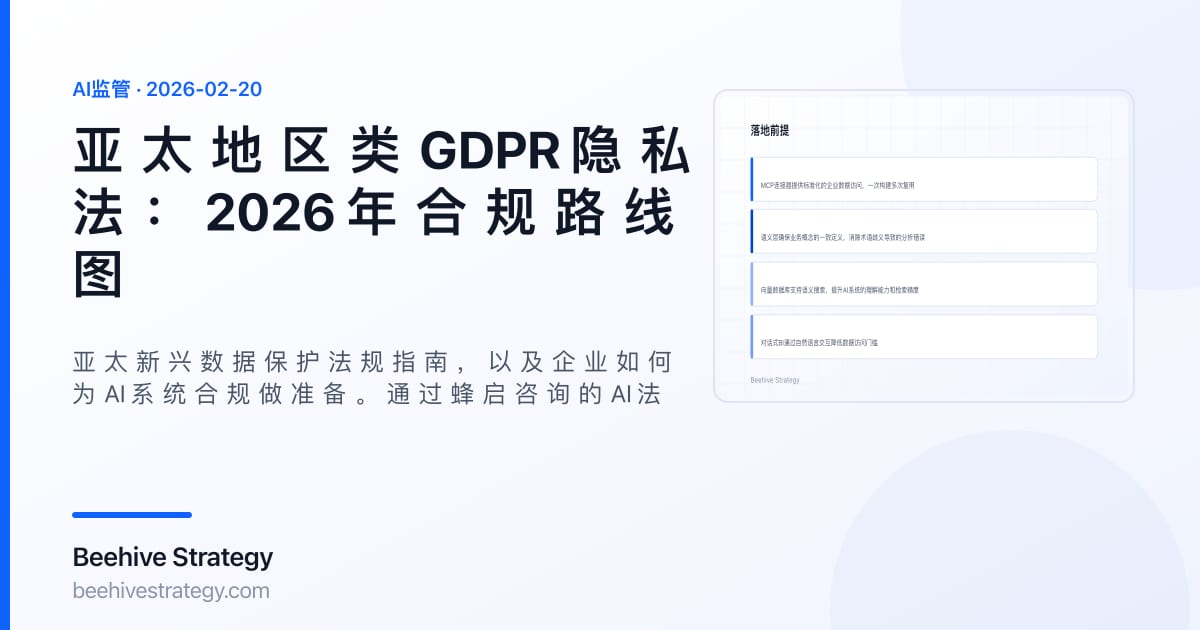 AI监管 · 2026-02-20
亚太地区类GDPR隐私
法：2026年合规路线
图
亚太新兴数据保护法规指南，以及企业如何
为AI系统合规做准备。通过蜂启咨询的AI法
Beehive Strategy
beehivestrategy.com
落地前提
MCP连接器提供标准化的企业数据访问，一次构建多次复用
语义层确保业务概念的一致定义，消除术语歧义导致的分析错误
向量数据库支持语义搜索，提升AI系统的理解能力和检索精度
对话式BI通过自然语言交互降低数据访问门槛
Beehive Strategy